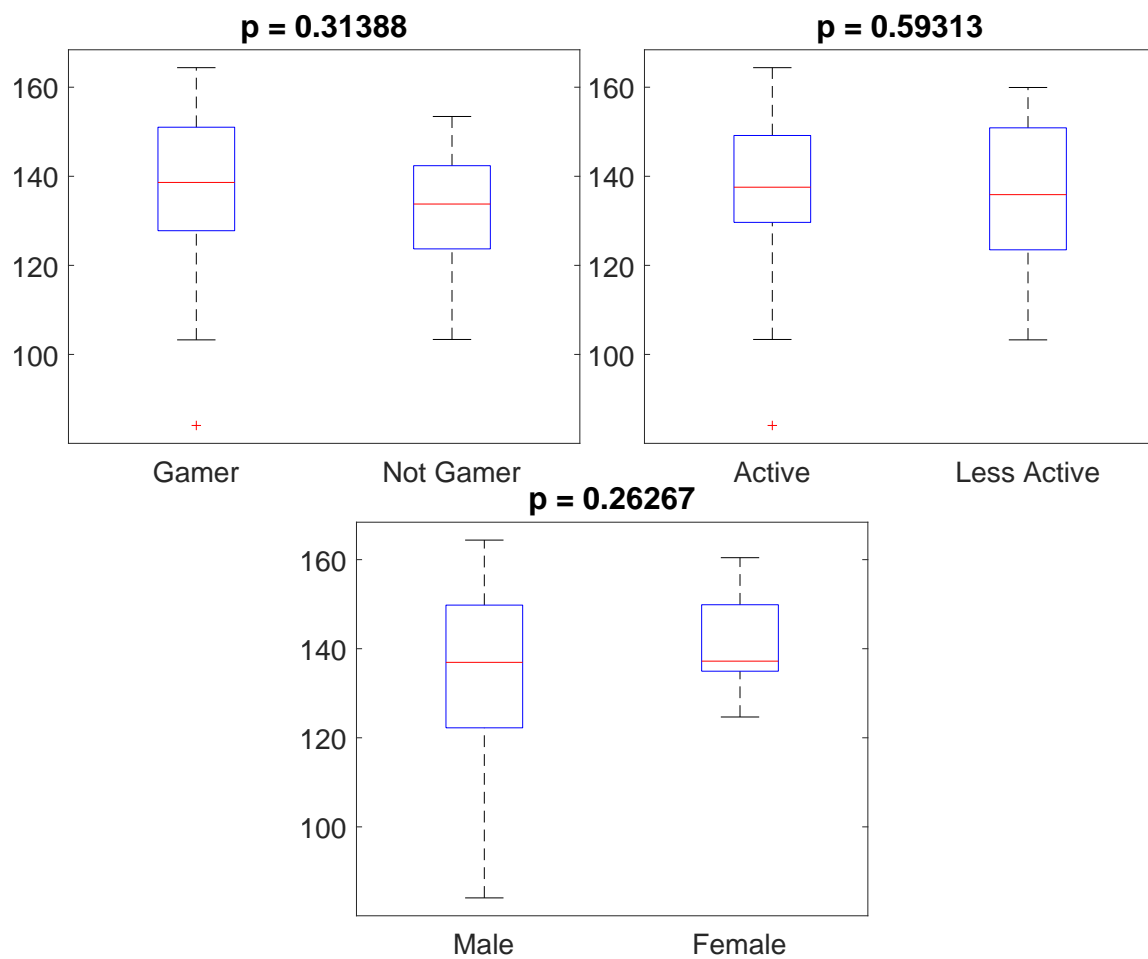 p = 0.31388
160
140
120
100
Gamer Not Gamer
p = 0.59313
160
140
120
100
Active Less Active
p = 0.26267
160
140
120
100
Male Female